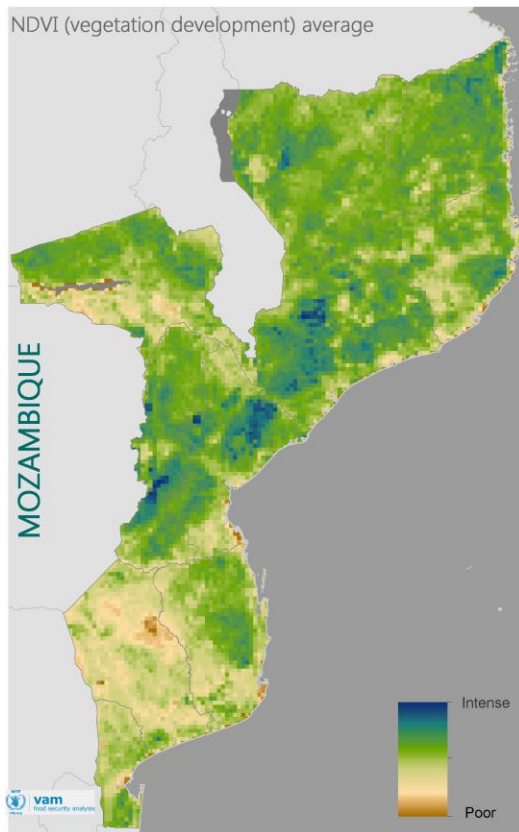 NDVI (vegetation development) average
MOZAMBIQUE
Intense
Poor
vam
food security analysis